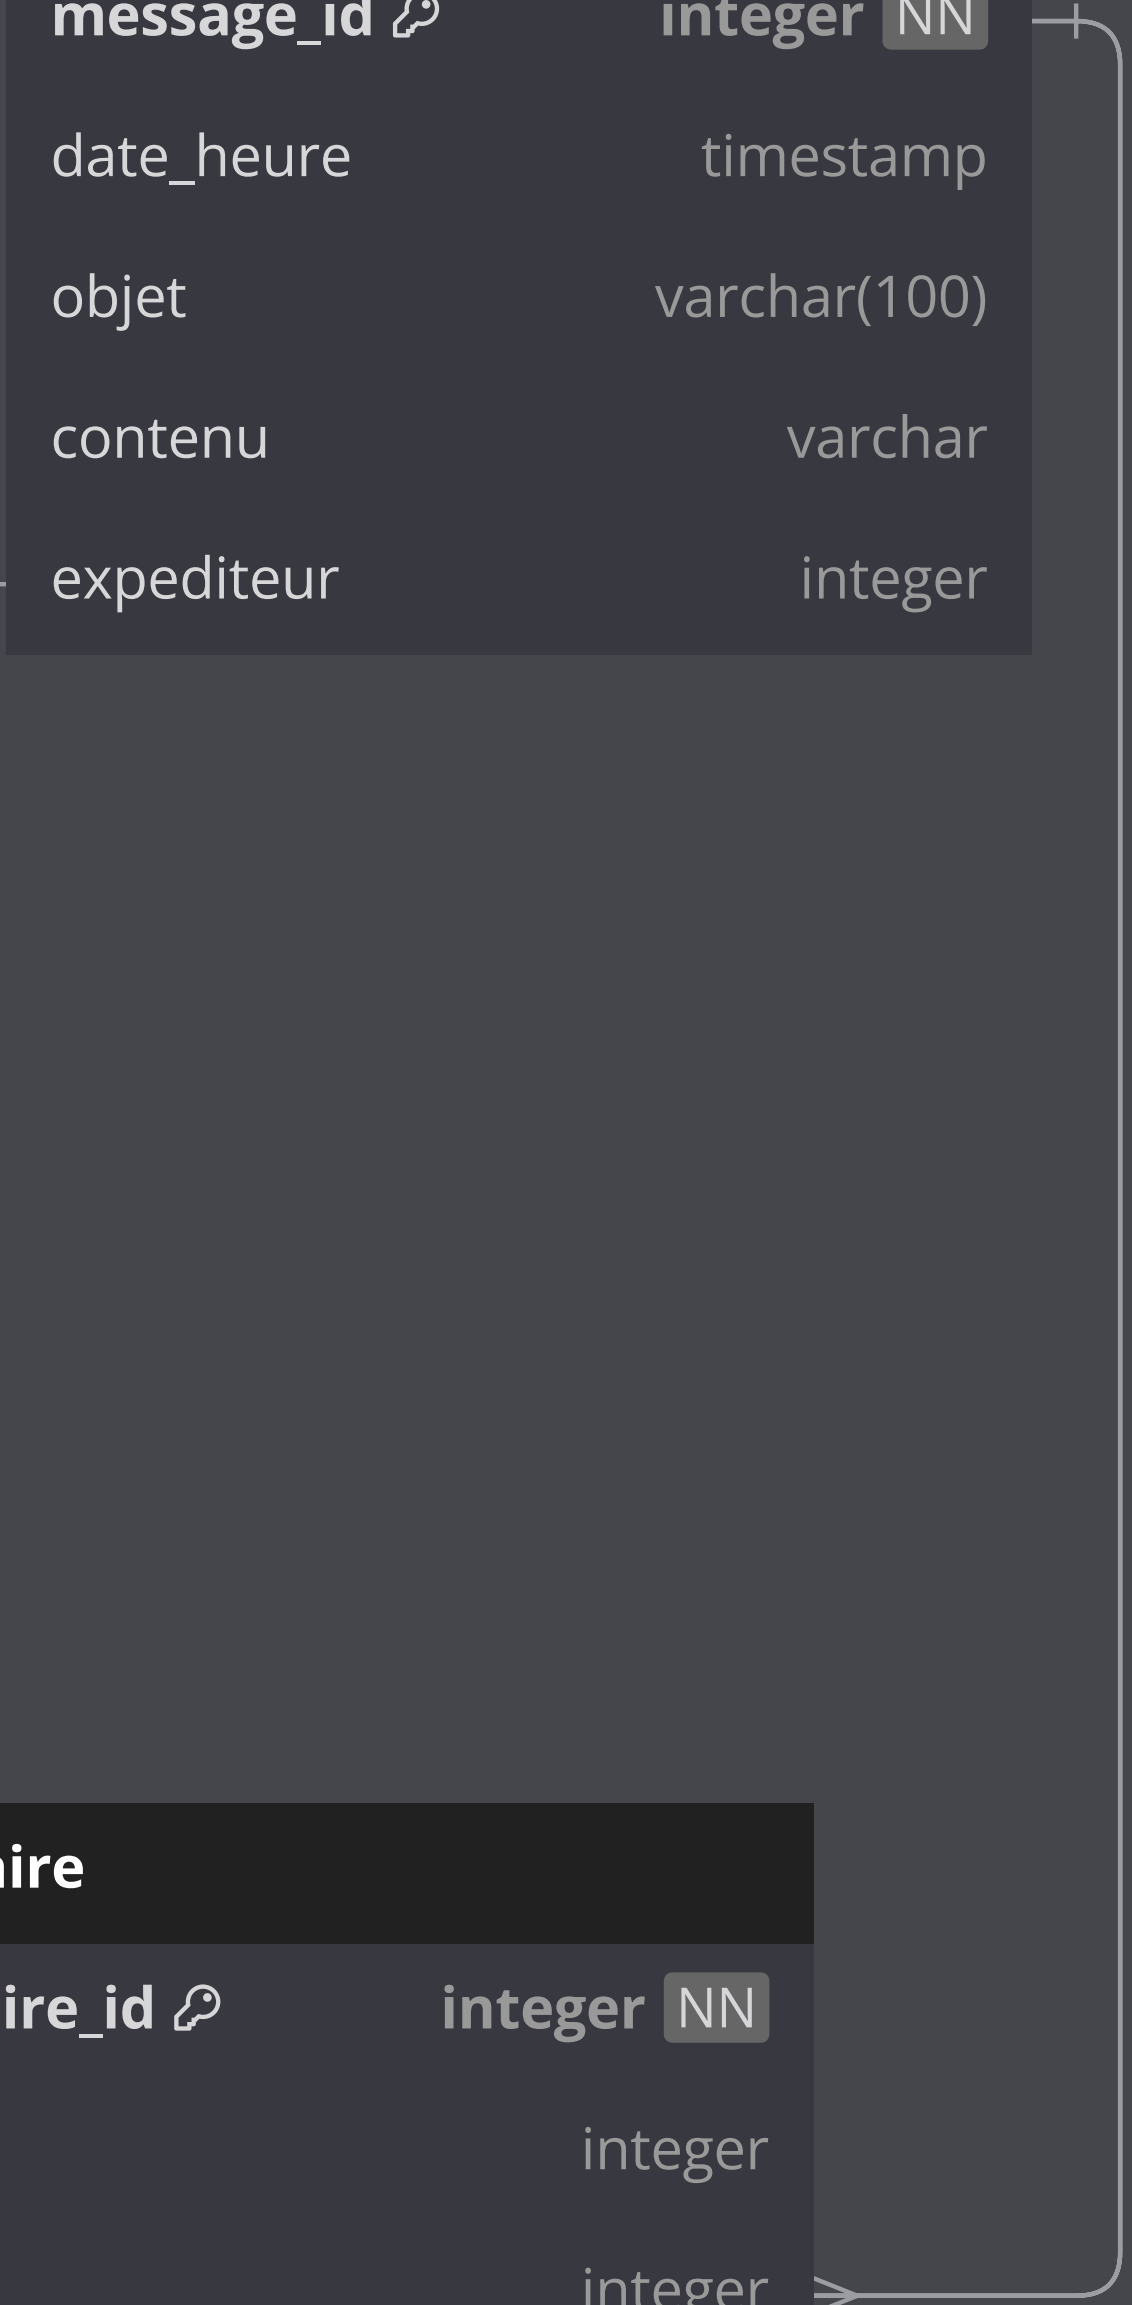 message_id integer NN
date_heure timestamp
objet varchar(100)
contenu varchar
expediteur integer
ire
ire_id integer NN
integer
integer